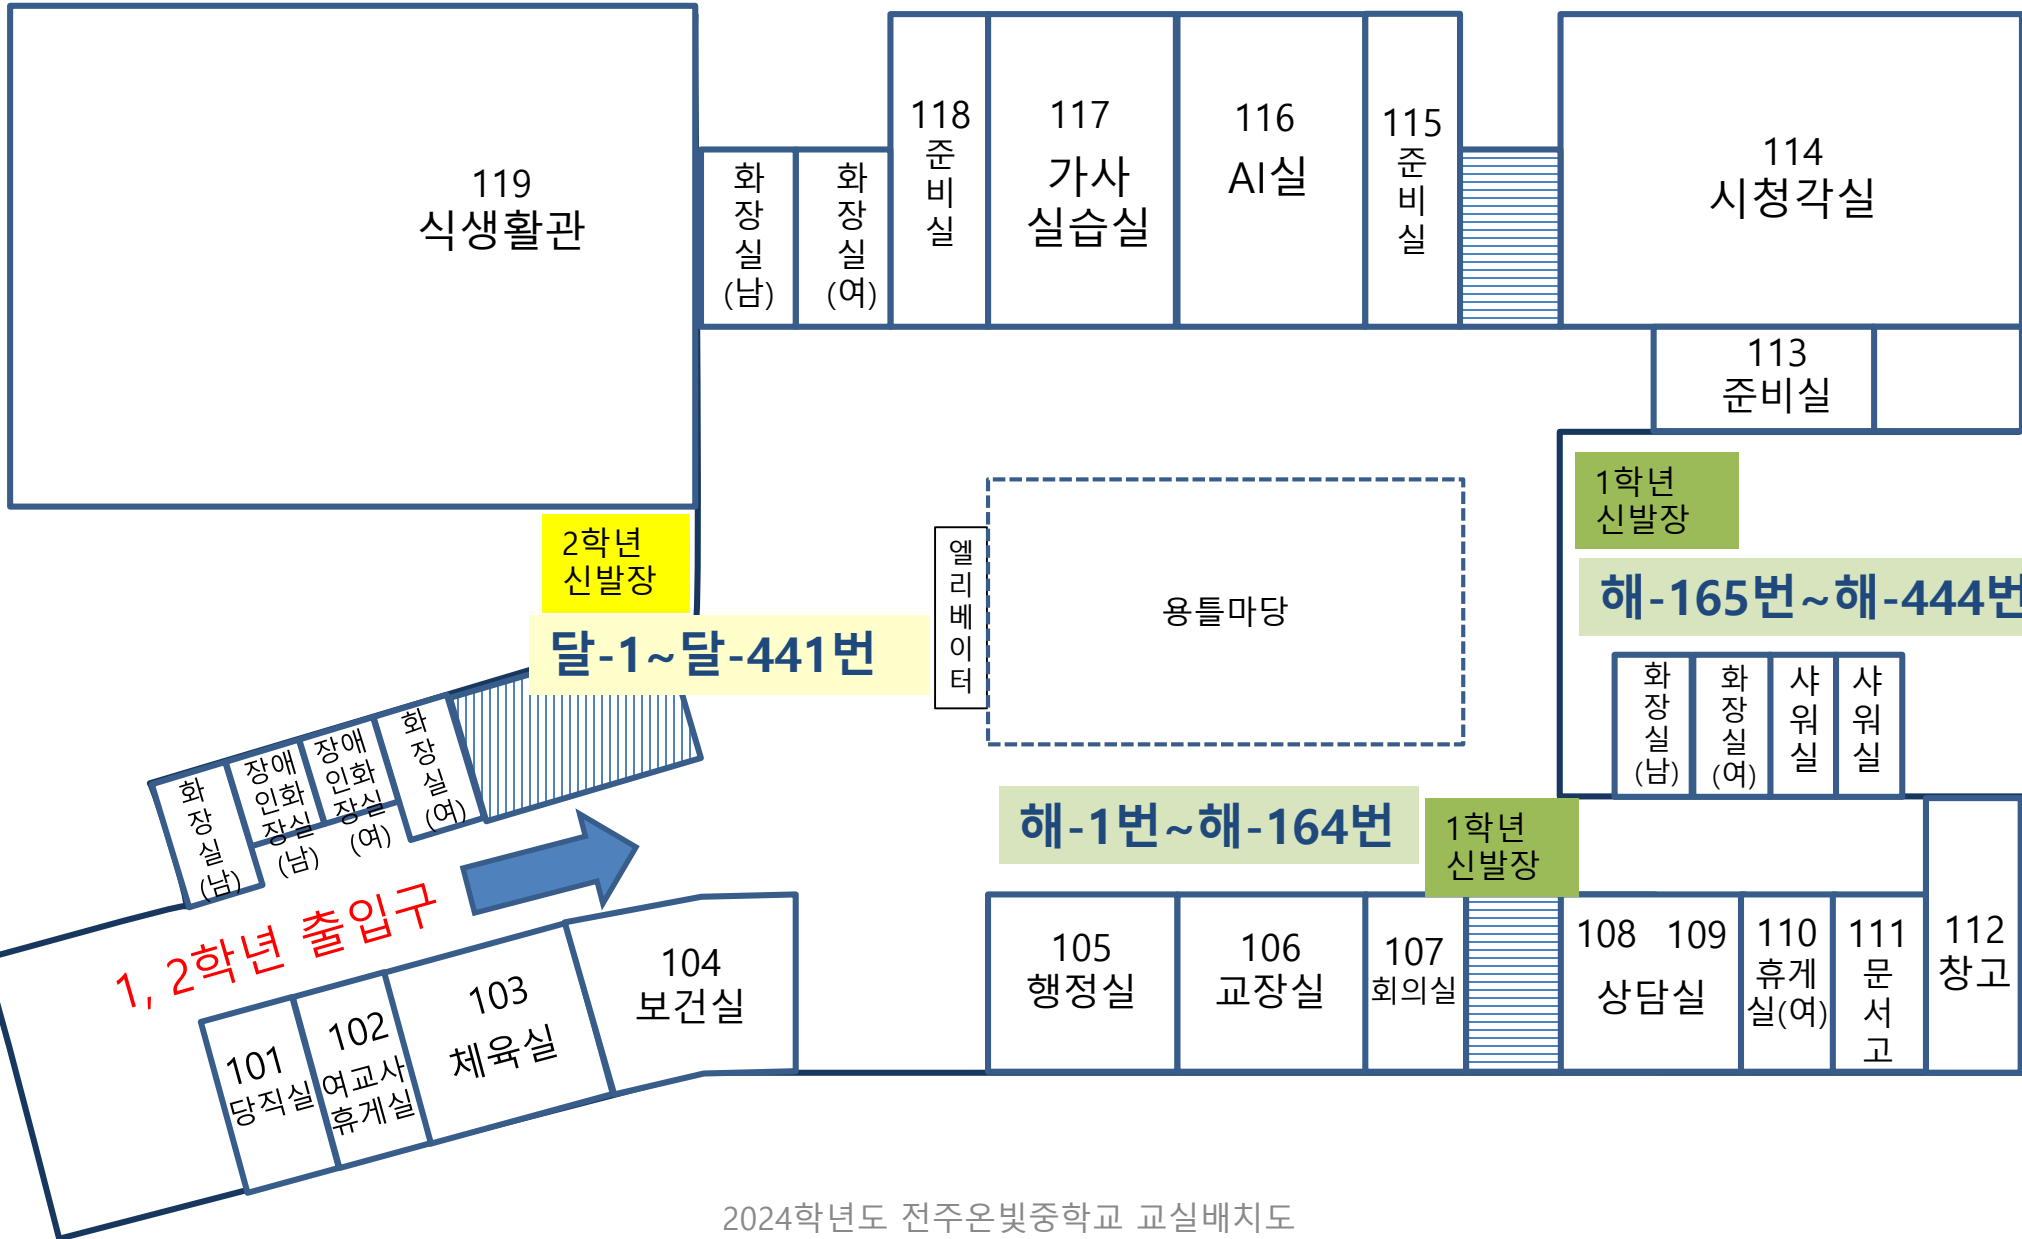 119
식생활관
화장실(남)
화장실(여)
118
준비실
117
가사
실습실
116
AI실
115
준비실
114
시청각실
113
준비실
2학년
신발장
달-1~달-441번
엘리베이터
용틀마당
1학년
신발장
해-165번~해-444번
화장실(남)
화장실(여)
샤워실
샤워실
해-1번~해-164번
1학년
신발장
화장실(남)
장애
인화
장실
(남)
장애
인화
장실
(여)
화장실(여)
1, 2학년 출입구
101
당직실
102
여교사
휴게실
103
체육실
104
보건실
105
행정실
106
교장실
107
회의실
108 109
상담실
110
휴게
실(여)
111
문서고
112
창고
2024학년도 전주온빛중학교 교실배치도